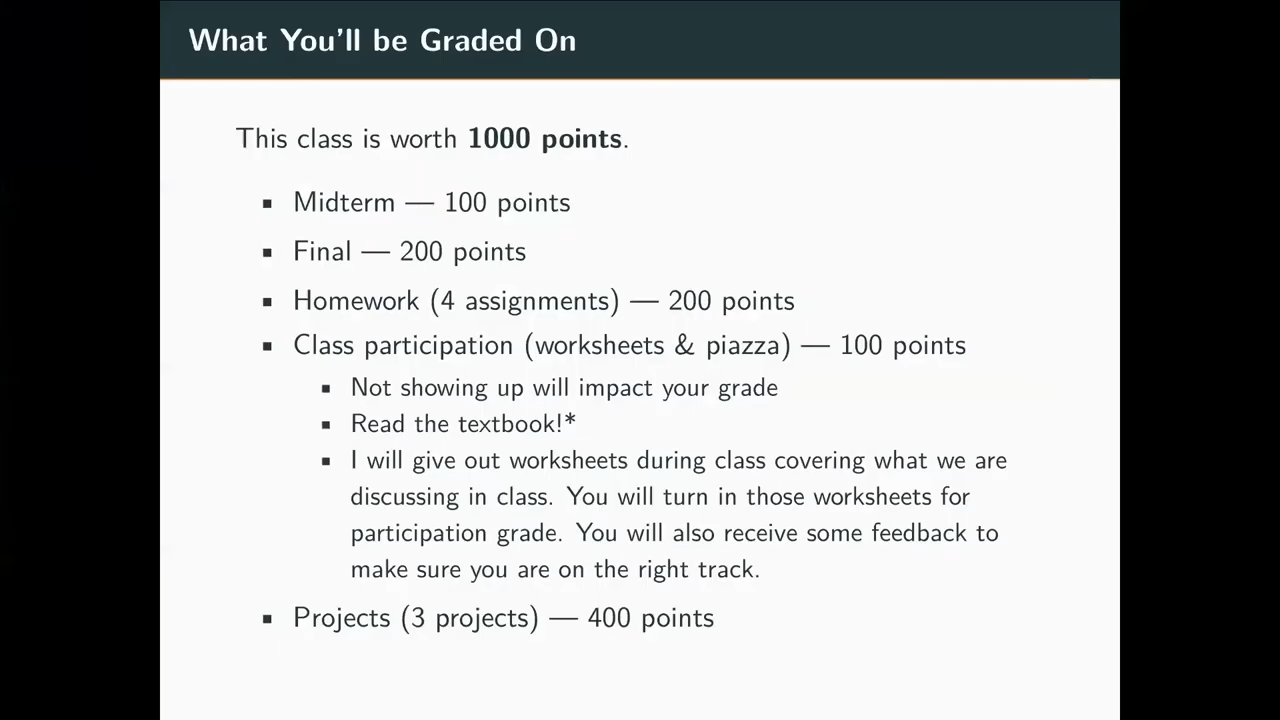 What You'll be Graded On
This class is worth 1000 points.
▪ Midterm — 100 points
▪ Final — 200 points
▪ Homework (4 assignments) — 200 points
▪ Class participation (worksheets & piazza) — 100 points
▪ Not showing up will impact your grade
▪ Read the textbook!*
▪ I will give out worksheets during class covering what we are
discussing in class. You will turn in those worksheets for
participation grade. You will also receive some feedback to
make sure you are on the right track.
▪ Projects (3 projects) — 400 points